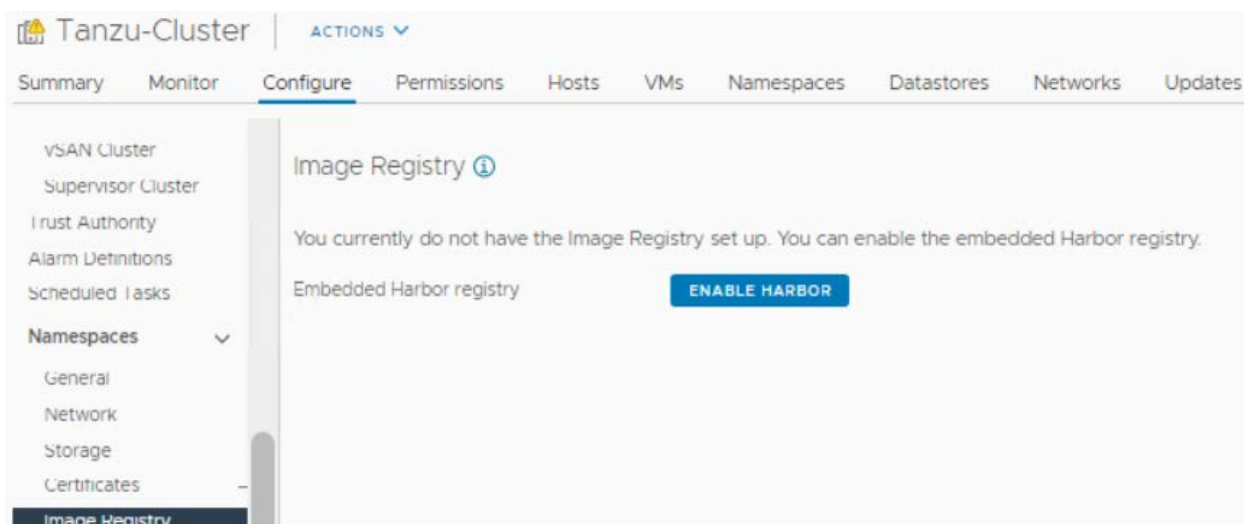 Tanzu-Cluster ACTIONS
Summary Monitor Configure Permissions Hosts VMs Namespaces Datastores Networks Updates
vSAN Cluster
Supervisor Cluster
Trust Authority
Alarm Definitions
Scheduled Tasks
Namespaces
General
Network
Storage
Certificates
Image Registry
Image Registry
You currently do not have the Image Registry set up. You can enable the embedded Harbor registry.
Embedded Harbor registry ENABLE HARBOR